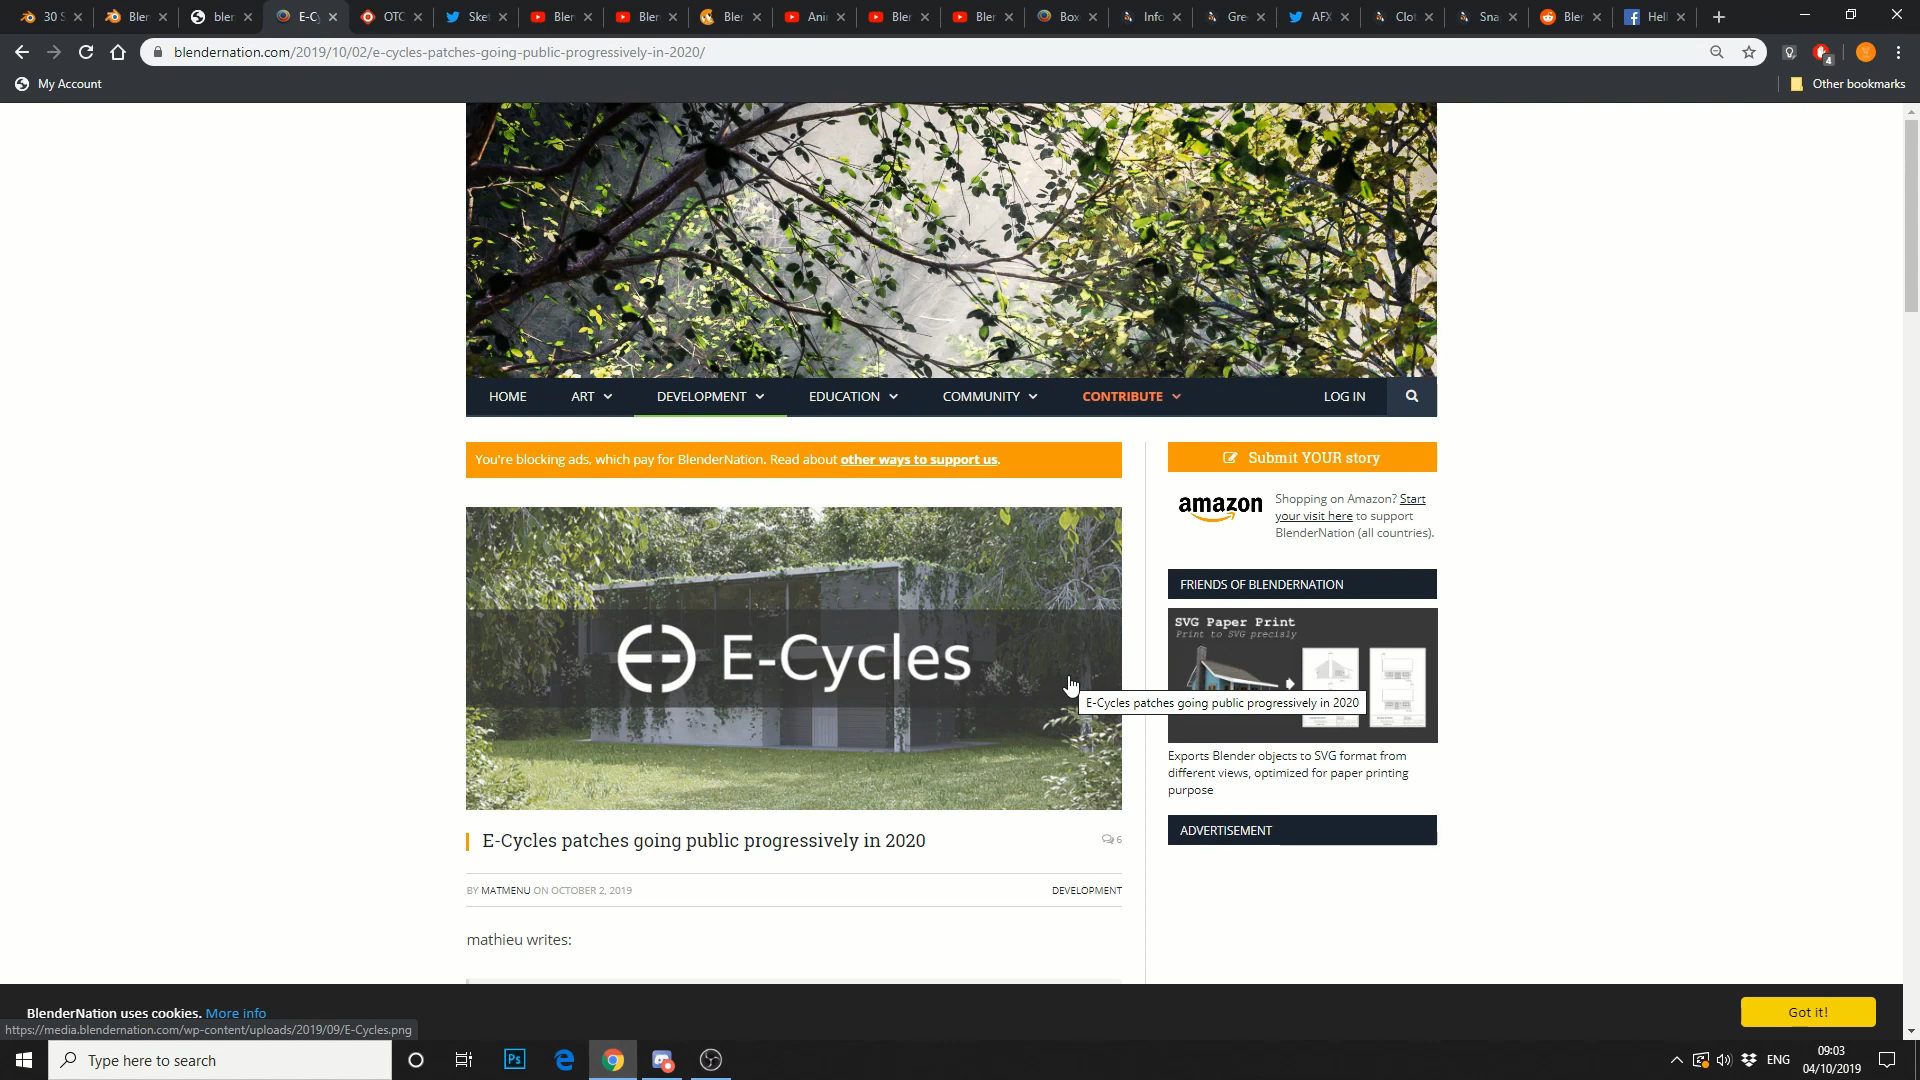 30 S
Bler
bler
E-Cy
OTC
Sket
Bler
Bler
Bler
Ani
Bler
Bler
Box
Info
Gre
AFX
Clot
Sna
Bler
Hell
blendernation.com/2019/10/02/e-cycles-patches-going-public-progressively-in-2020/
4
My Account
Other bookmarks
HOME
ART
DEVELOPMENT
EDUCATION
COMMUNITY
CONTRIBUTE
LOG IN
You're blocking ads, which pay for BlenderNation. Read about other ways to support us.
Submit YOUR story
amazon
Shopping on Amazon? Start
your visit here to support
BlenderNation (all countries).
FRIENDS OF BLENDERNATION
SVG Paper Print
Print to SVG precisly
E-Cycles
E-Cycles patches going public progressively in 2020
Exports Blender objects to SVG format from
different views, optimized for paper printing
purpose
ADVERTISEMENT
E-Cycles patches going public progressively in 2020
6
BY MATMENU ON OCTOBER 2, 2019
DEVELOPMENT
mathieu writes:
BlenderNation uses cookies. More info
Got it!
https://media.blendernation.com/wp-content/uploads/2019/09/E-Cycles.png
Type here to search
Ps
ENG
09:03
04/10/2019